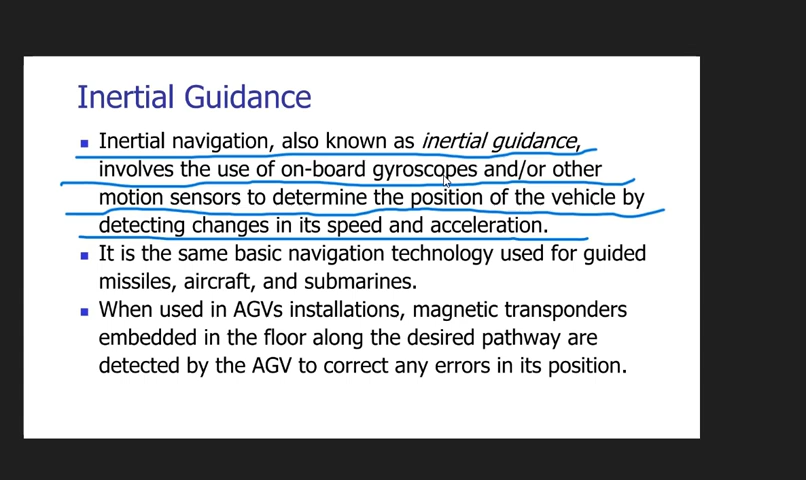 Inertial Guidance
Inertial navigation, also known as inertial guidance,
involves the use of on-board gyroscopes and/or other
motion sensors to determine the position of the vehicle by
detecting changes in its speed and acceleration.
It is the same basic navigation technology used for guided
missiles, aircraft, and submarines.
When used in AGVs installations, magnetic transponders
embedded in the floor along the desired pathway are
detected by the AGV to correct any errors in its position.